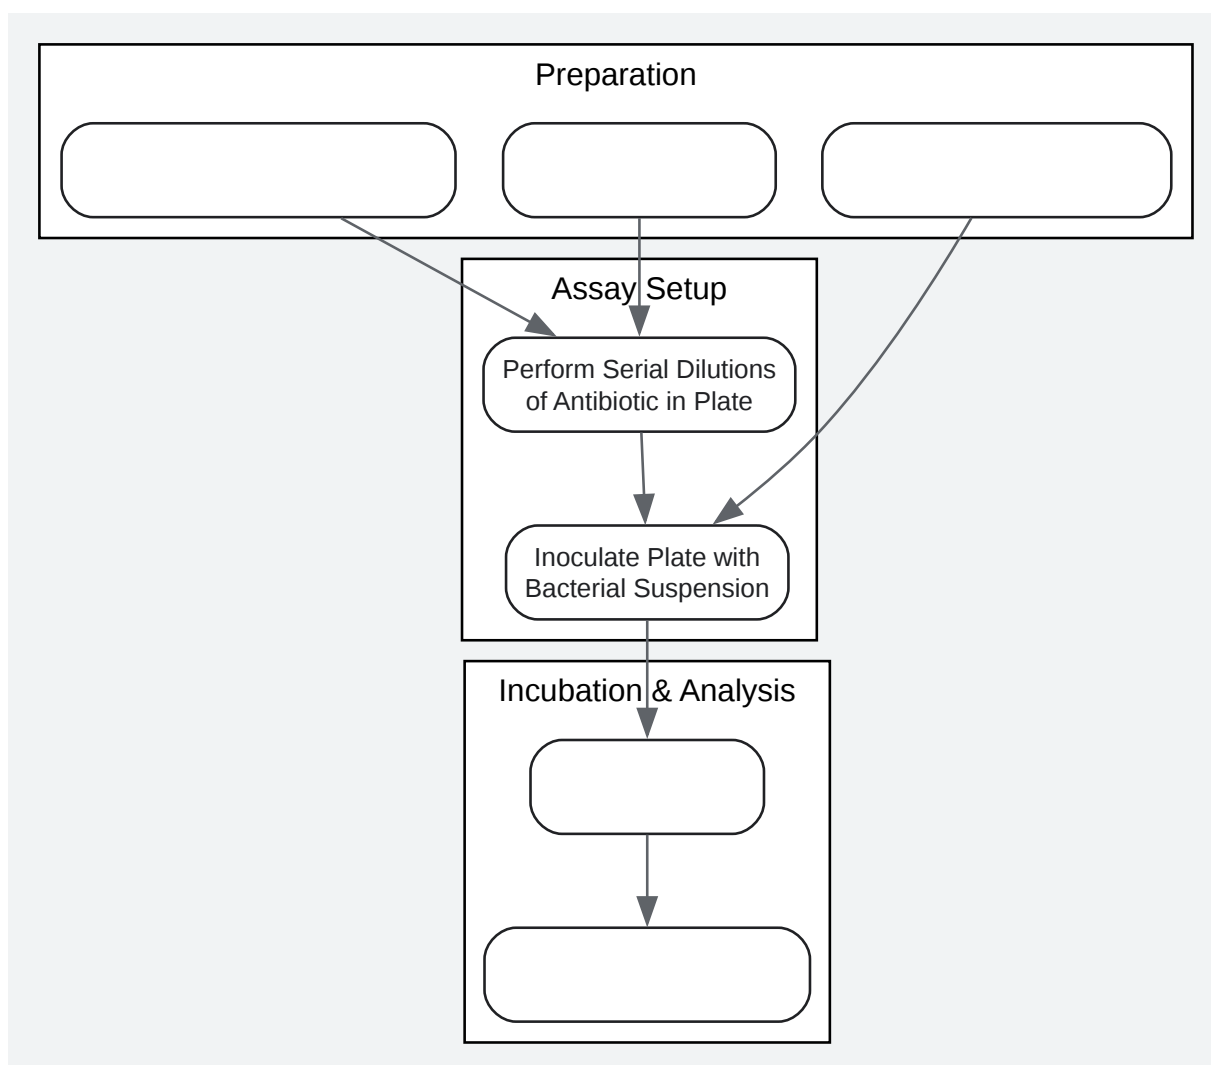 Preparation
Assay Setup
Perform Serial Dilutions
of Antibiotic in Plate
Inoculate Plate with
Bacterial Suspension
Incubation & Analysis